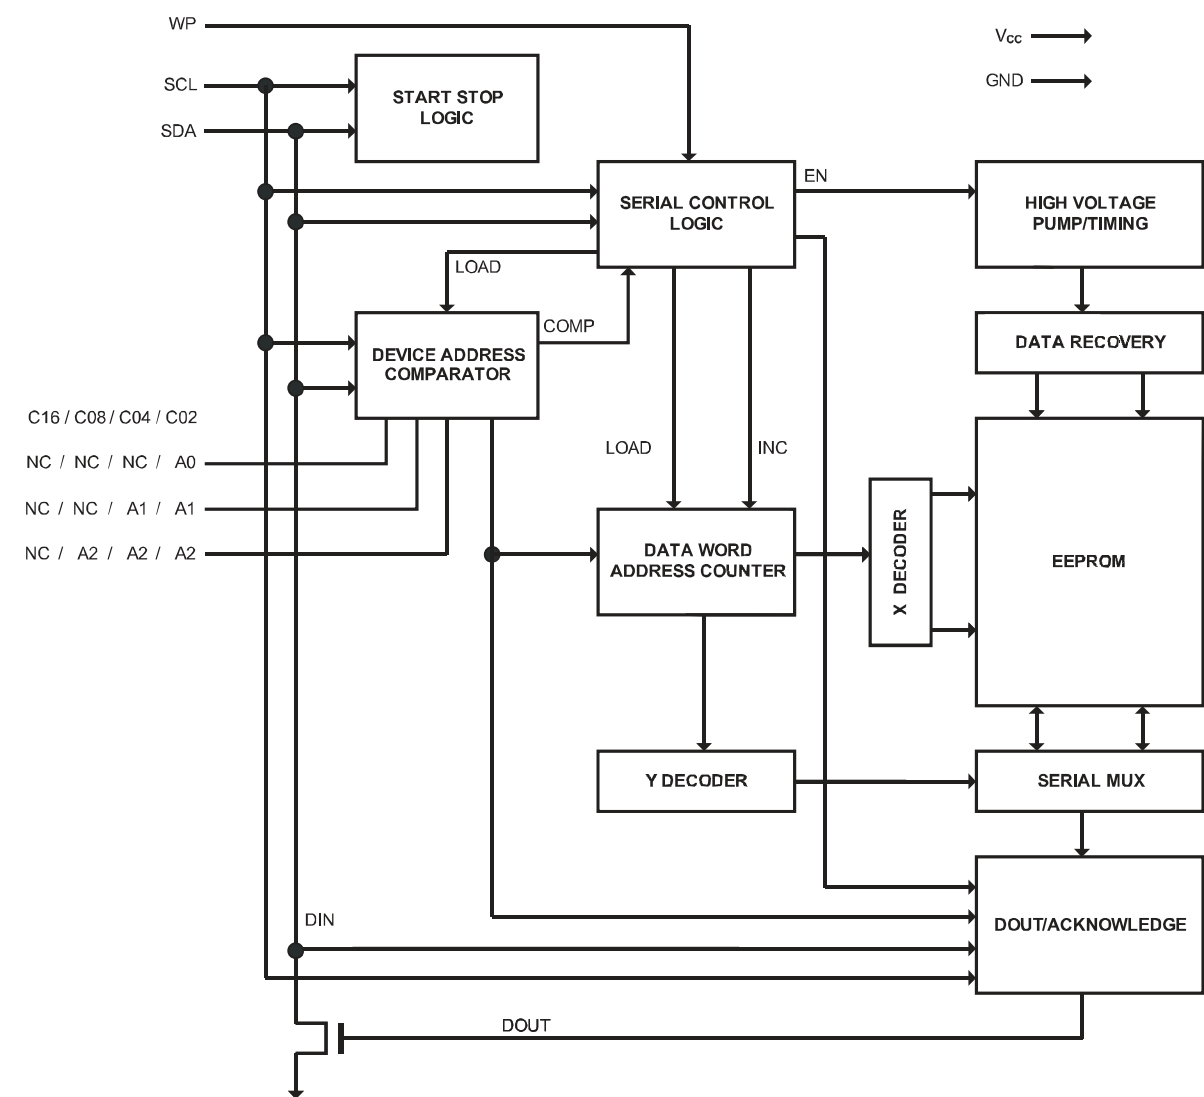 WP
Vcc
SCL
GND
START STOP
LOGIC
SDA
EN
SERIAL CONTROL
LOGIC
HIGH VOLTAGE
PUMP/TIMING
LOAD
COMP
DATA RECOVERY
DEVICE ADDRESS
COMPARATOR
C16 / C08 / C04 / C02
NC / NC / NC / A0
NC / NC / A1 / A1
NC / A2 / A2 / A2
LOAD
INC
X DECODER
DATA WORD
ADDRESS COUNTER
EEPROM
Y DECODER
SERIAL MUX
DIN
DOUT/ACKNOWLEDGE
DOUT